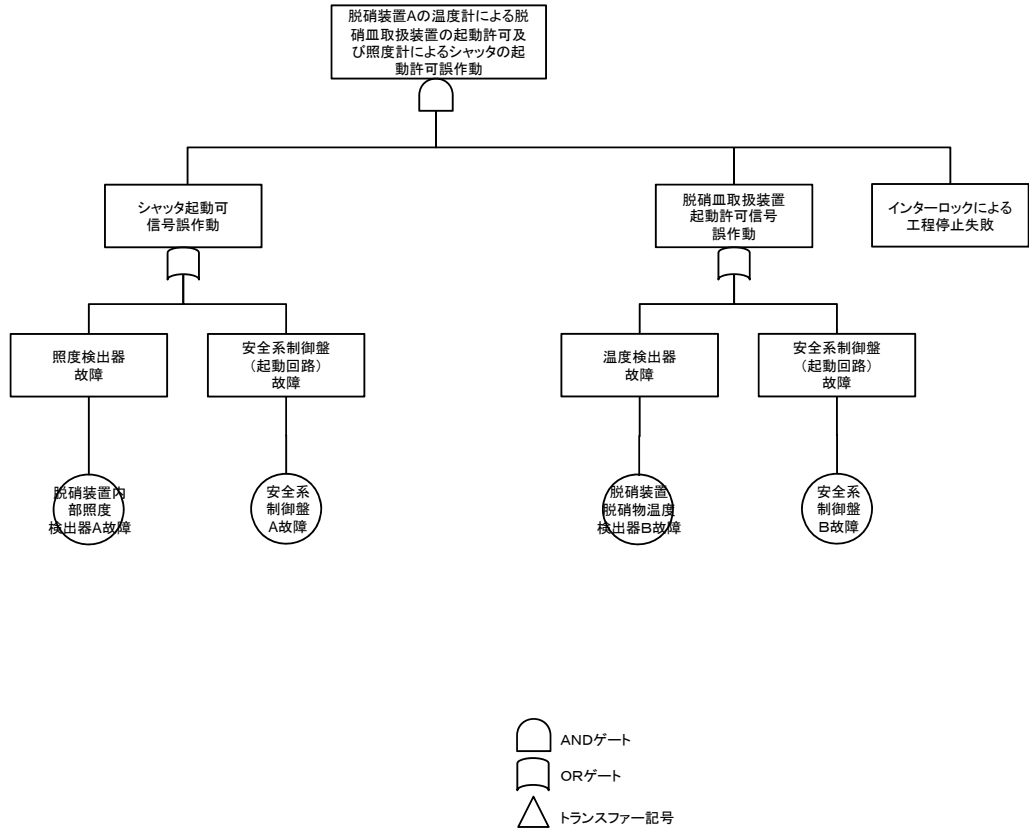 脱硝装置Aの温度計による脱
硝皿取扱装置の起動許可及
び照度計によるシャッタの起
動許可誤作動
シャッタ起動可
信号誤作動
脱硝皿取扱装置
起動許可信号
誤作動
インターロックによる
工程停止失敗
照度検出器
故障
安全系制御盤
（起動回路）
故障
温度検出器
故障
安全系制御盤
（起動回路）
故障
脱硝装置内
部照度
検出器A故障
安全系
制御盤
A故障
脱硝装置
脱硝物温度
検出器B故障
安全系
制御盤
B故障
ANDゲート
ORゲート
トランスファー記号